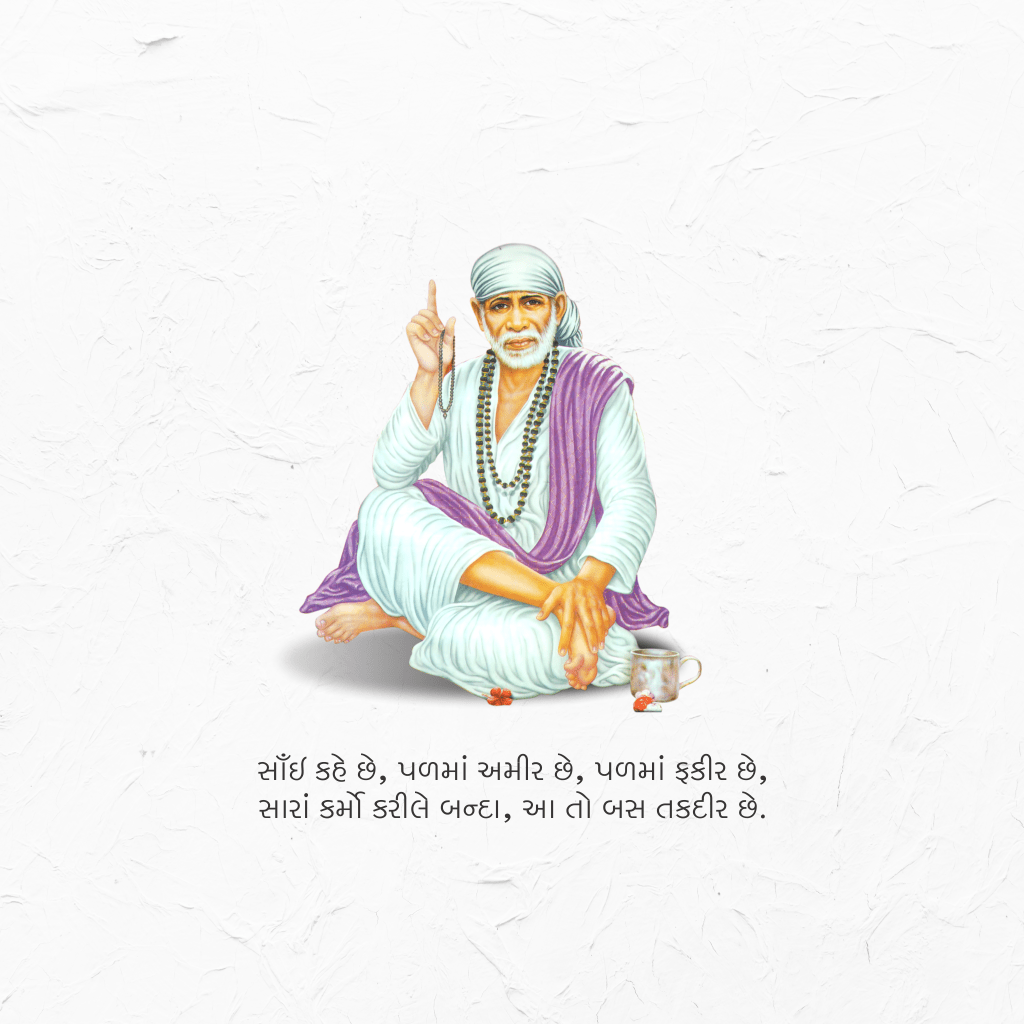 સાઁઈ કહે છે, પળમાં અમીર છે, પળમાં ફકીર છે,
સારાં કર્મો કરીલે બન્દા, આ તો બસ તકદીર છે.